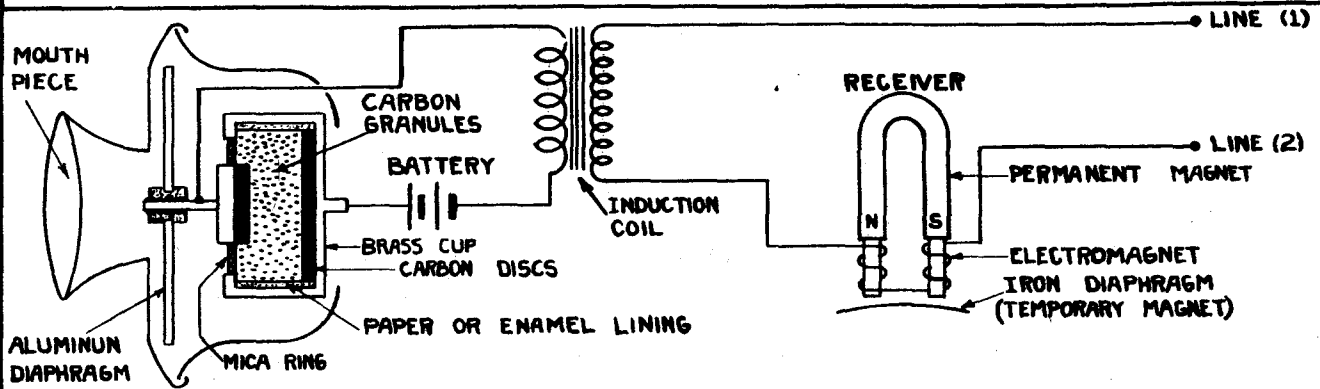 MOUTH
PIECE
CARBON
GRANULES
BATTERY
BRASS CUP
CARBON DISCS
PAPER OR ENAMEL LINING
MICA RING
ALUMINUN
DIAPHRAGM
INDUCTION
COIL
LINE (1)
RECEIVER
LINE (2)
PERMANENT MAGNET
N S
ELECTROMAGNET
IRON DIAPHRAGM
(TEMPORARY MAGNET)